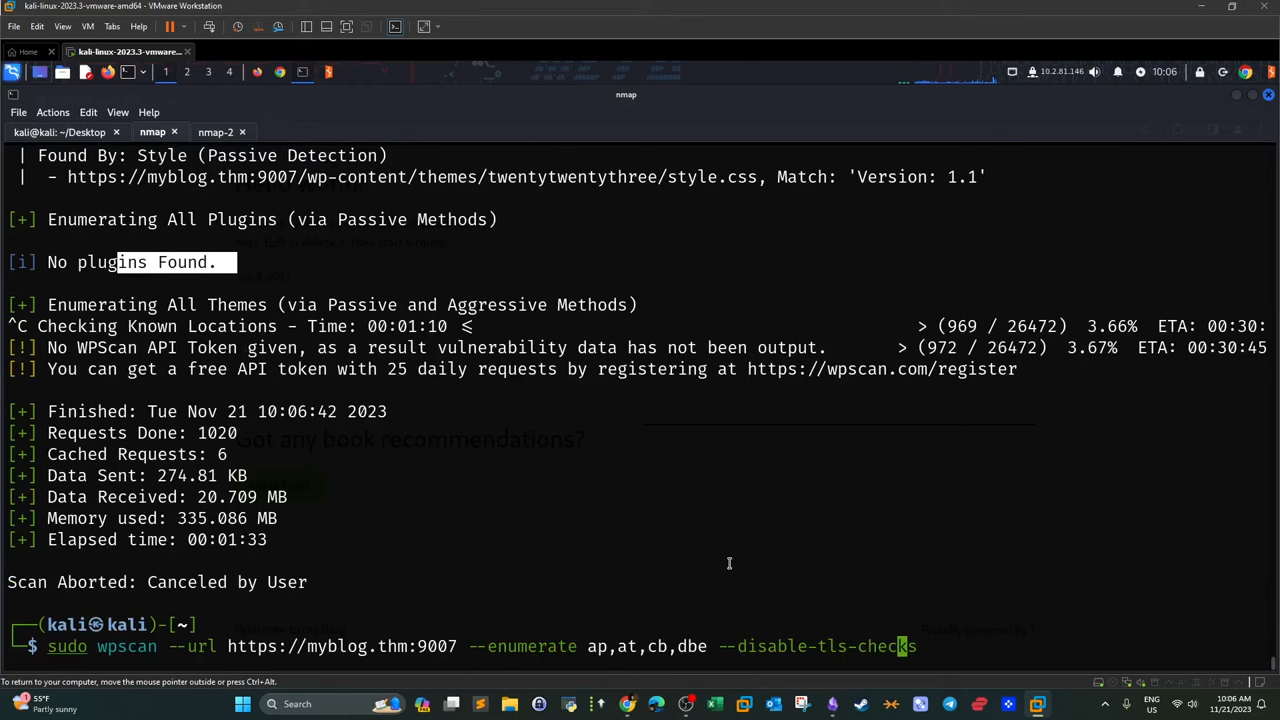 kali-linux-2023.3-vmware-amd64 - VMware Workstation
File Edit View VM Tabs Help
Home kali-linux-2023.3-vmware...
1 2 3 4 10.2.81.146 10:06
nmap
File Actions Edit View Help
kali@kali: ~/Desktop nmap nmap-2
| Found By: Style (Passive Detection)
| - https://myblog.thm:9007/wp-content/themes/twentytwentythree/style.css, Match: 'Version: 1.1'
[+] Enumerating All Plugins (via Passive Methods)
[i] No plugins Found.
[+] Enumerating All Themes (via Passive and Aggressive Methods)
^C Checking Known Locations - Time: 00:01:10 <= > (969 / 26472) 3.66% ETA: 00:30:
[!] No WPScan API Token given, as a result vulnerability data has not been output. > (972 / 26472) 3.67% ETA: 00:30:45
[!] You can get a free API token with 25 daily requests by registering at https://wpscan.com/register
[+] Finished: Tue Nov 21 10:06:42 2023
[+] Requests Done: 1020
Got any book recommendations?
[+] Cached Requests: 6
[+] Data Sent: 274.81 KB
[+] Data Received: 20.709 MB
[+] Memory used: 335.086 MB
[+] Elapsed time: 00:01:33
Scan Aborted: Canceled by User
┌──(kali㉿kali)-[~]
└─$ sudo wpscan --url https://myblog.thm:9007 --enumerate ap,at,cb,dbe --disable-tls-checks
To return to your computer, move the mouse pointer outside or press Ctrl+Alt.
55°F
Partly sunny
Search
ENG
US
10:06 AM
11/21/2023